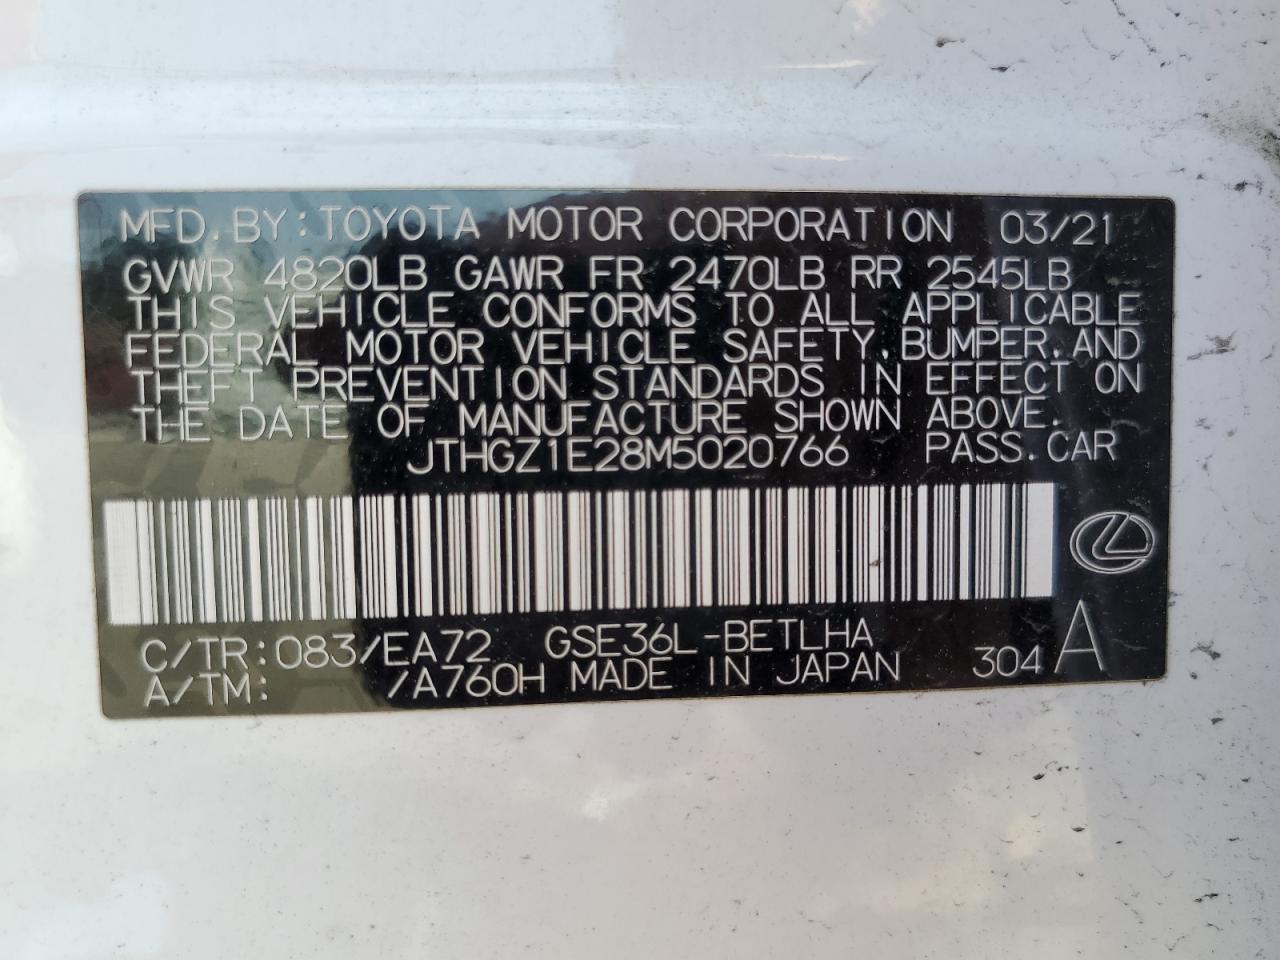 MFD. BY: TOYOTA MOTOR CORPORATION 03/21
GVWR 4820LB GAWR FR 2470LB RR 2545LB
THIS VEHICLE CONFORMS TO ALL APPLICABLE
FEDERAL MOTOR VEHICLE SAFETY, BUMPER, AND
THEFT PREVENTION STANDARDS IN EFFECT ON
THE DATE OF MANUFACTURE SHOWN ABOVE.
JTHGZ1E28M5020766 PASS. CAR
C/TR: 083/EA72 GSE36L-BETLHA
A/TM: /A760H MADE IN JAPAN 304 A